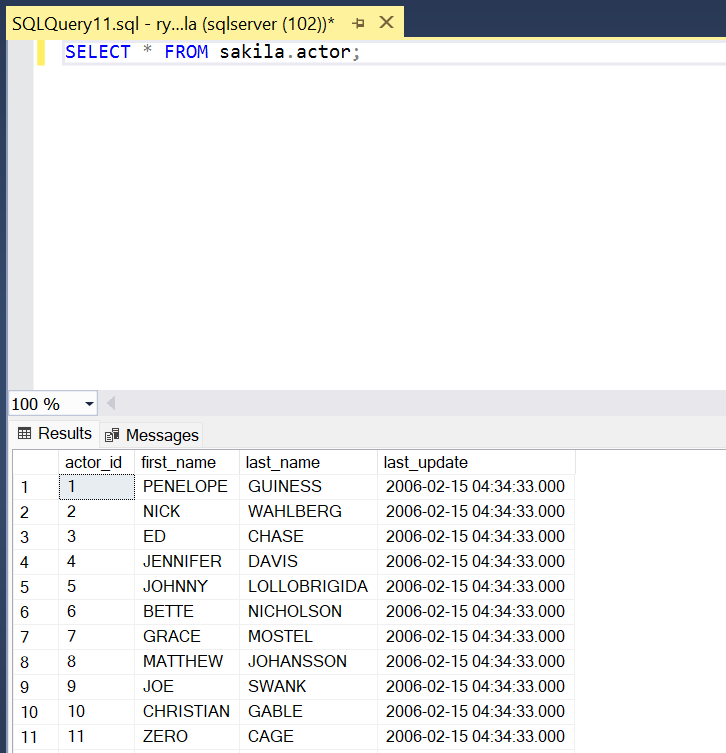 SQLQuery11.sql - ry...la (sqlserver (102))*
SELECT * FROM sakila.actor;
100 %
Results Messages
actor_id first_name last_name last_update
1 1 PENELOPE GUINESS 2006-02-15 04:34:33.000
2 2 NICK WAHLBERG 2006-02-15 04:34:33.000
3 3 ED CHASE 2006-02-15 04:34:33.000
4 4 JENNIFER DAVIS 2006-02-15 04:34:33.000
5 5 JOHNNY LOLLOBRIGIDA 2006-02-15 04:34:33.000
6 6 BETTE NICHOLSON 2006-02-15 04:34:33.000
7 7 GRACE MOSTEL 2006-02-15 04:34:33.000
8 8 MATTHEW JOHANSSON 2006-02-15 04:34:33.000
9 9 JOE SWANK 2006-02-15 04:34:33.000
10 10 CHRISTIAN GABLE 2006-02-15 04:34:33.000
11 11 ZERO CAGE 2006-02-15 04:34:33.000